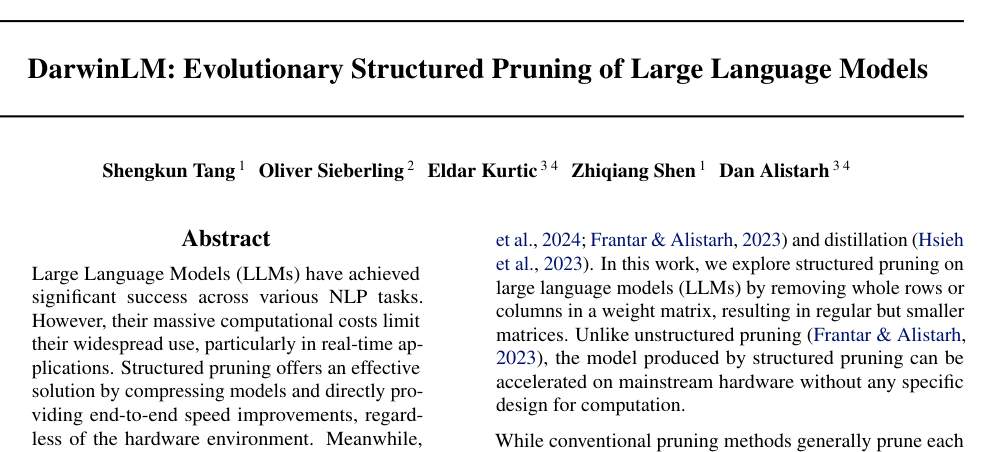 DarwinLM: Evolutionary Structured Pruning of Large Language Models
Shengkun Tang 1 Oliver Sieberling 2 Eldar Kurtic 3 4 Zhiqiang Shen 1 Dan Alistarh 3 4
Abstract
Large Language Models (LLMs) have achieved
significant success across various NLP tasks.
However, their massive computational costs limit
their widespread use, particularly in real-time ap-
plications. Structured pruning offers an effective
solution by compressing models and directly pro-
viding end-to-end speed improvements, regard-
less of the hardware environment. Meanwhile,
et al., 2024; Frantar & Alistarh, 2023) and distillation (Hsieh
et al., 2023). In this work, we explore structured pruning on
large language models (LLMs) by removing whole rows or
columns in a weight matrix, resulting in regular but smaller
matrices. Unlike unstructured pruning (Frantar & Alistarh,
2023), the model produced by structured pruning can be
accelerated on mainstream hardware without any specific
design for computation.
While conventional pruning methods generally prune each